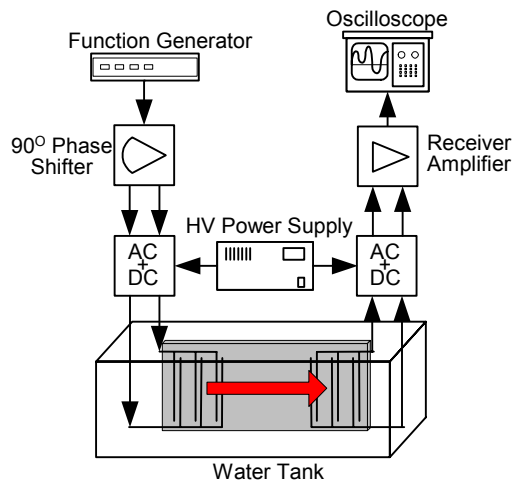 Oscilloscope
Function Generator
90O Phase
Shifter
Receiver
Amplifier
HV Power Supply
AC
+
DC
AC
+
DC
Water Tank